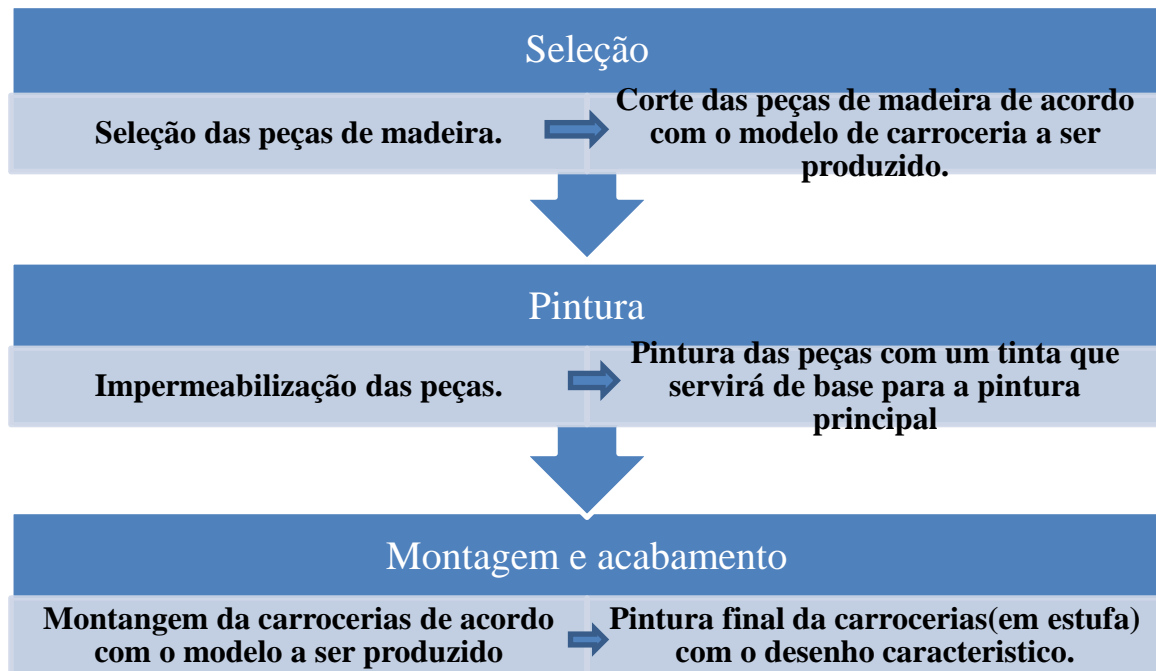 Seleção
Seleção das peças de madeira.
Corte das peças de madeira de acordo
com o modelo de carroceria a ser
produzido.
Pintura
Impermeabilização das peças.
Pintura das peças com um tinta que
servirá de base para a pintura
principal
Montagem e acabamento
Montangem da carrocerias de acordo
com o modelo a ser produzido
Pintura final da carrocerias(em estufa)
com o desenho caracteristico.